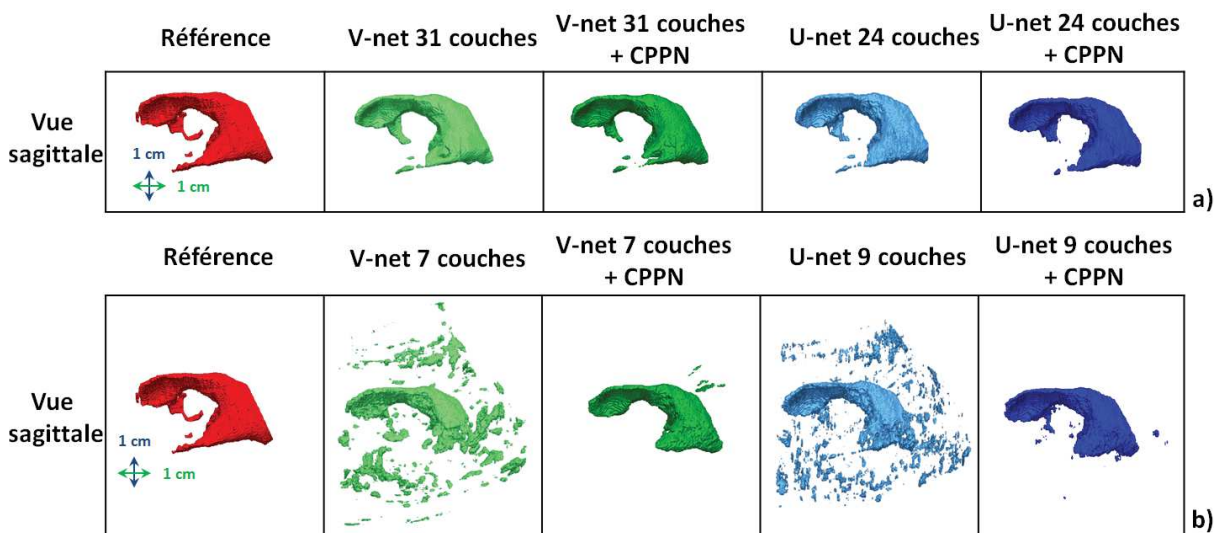 Référence
V-net 31 couches
V-net 31 couches
+ CPPN
U-net 24 couches
U-net 24 couches
+ CPPN
Vue
sagittale
1 cm
1 cm
a)
Référence
V-net 7 couches
V-net 7 couches
+ CPPN
U-net 9 couches
U-net 9 couches
+ CPPN
Vue
sagittale
1 cm
1 cm
b)